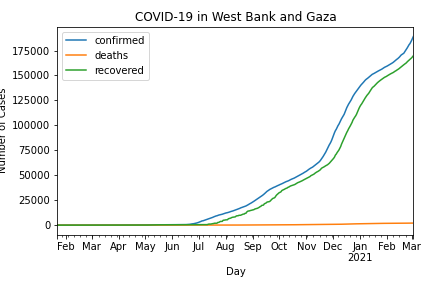 COVID-19 in West Bank and Gaza
confirmed
deaths
recovered
175000
150000
125000
100000
75000
50000
25000
0
Number of Cases
Feb Mar Apr May Jun Jul Aug Sep Oct Nov Dec Jan Feb Mar
2021
Day